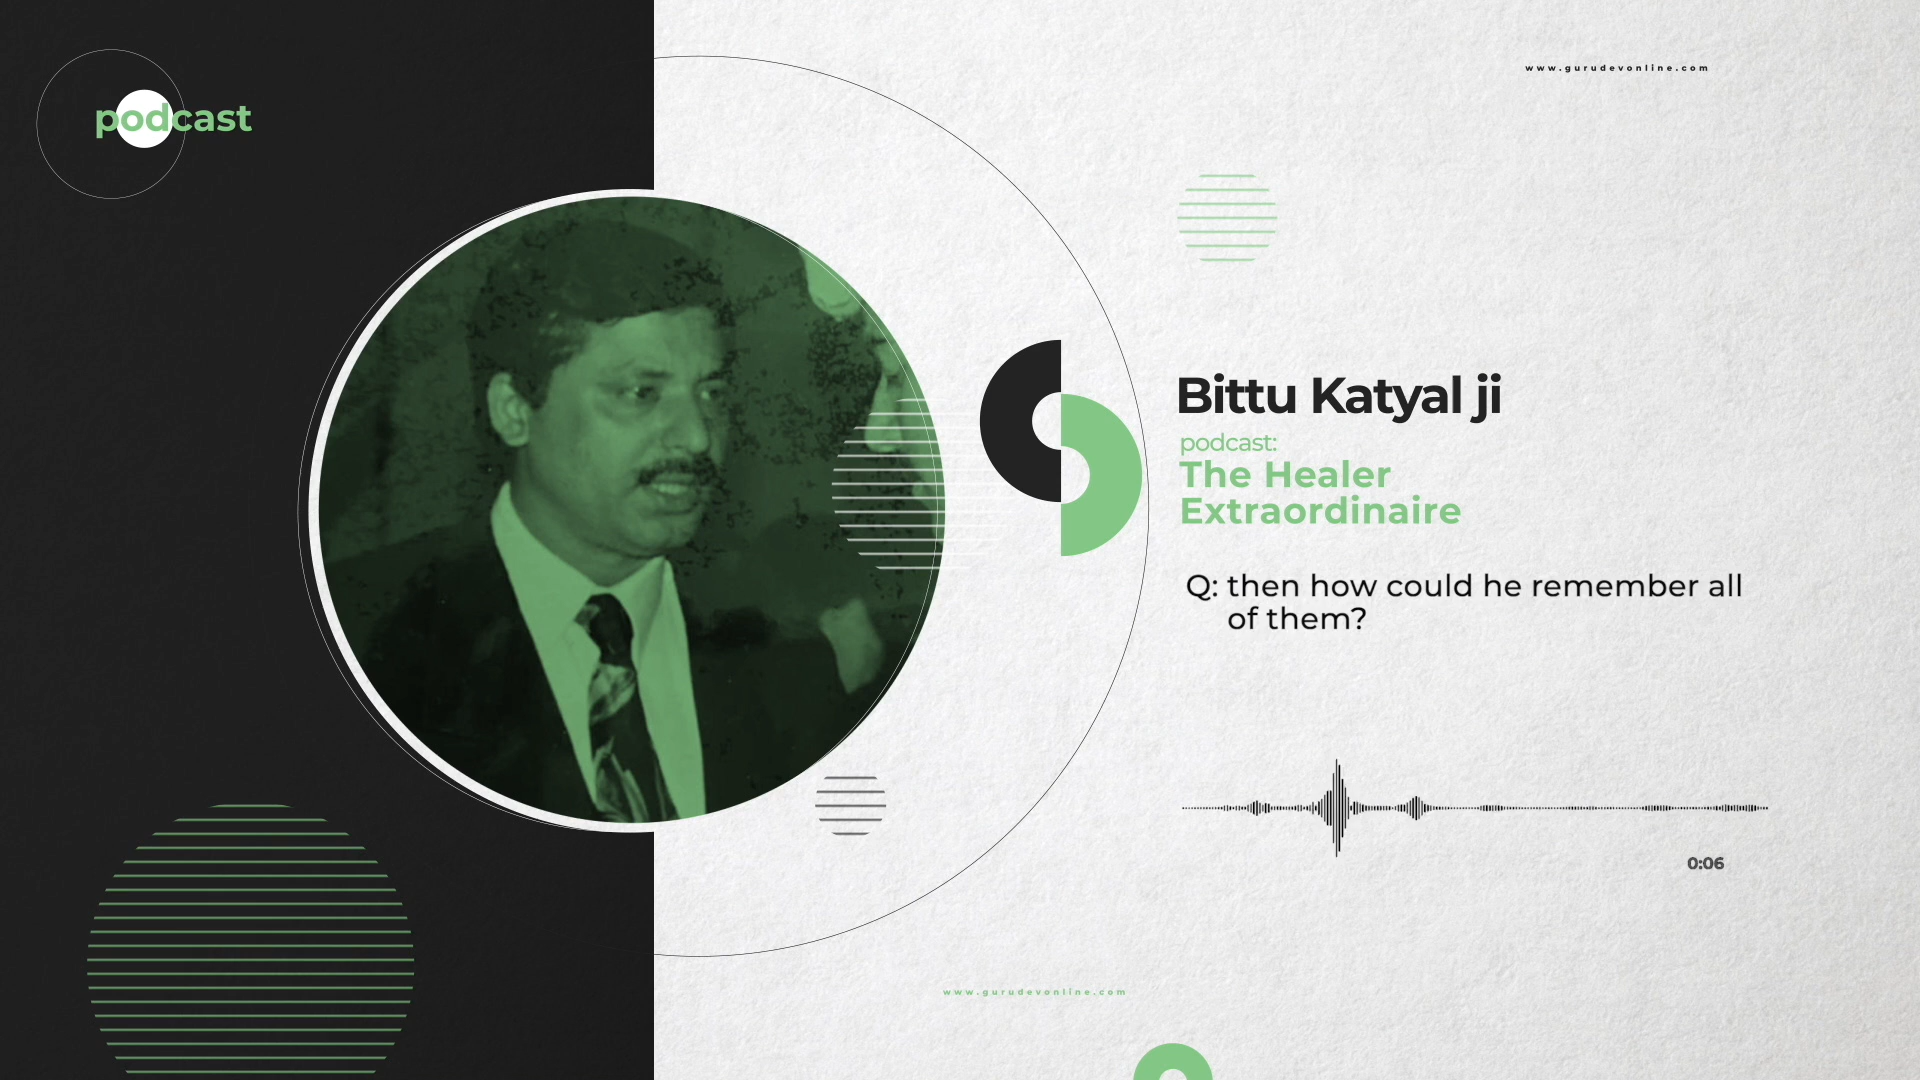 podcast
www.gurudevonline.com
Bittu Katyal ji
podcast:
The Healer
Extraordinaire
Q: then how could he remember all
of them?
0:06
www.gurudevonline.com